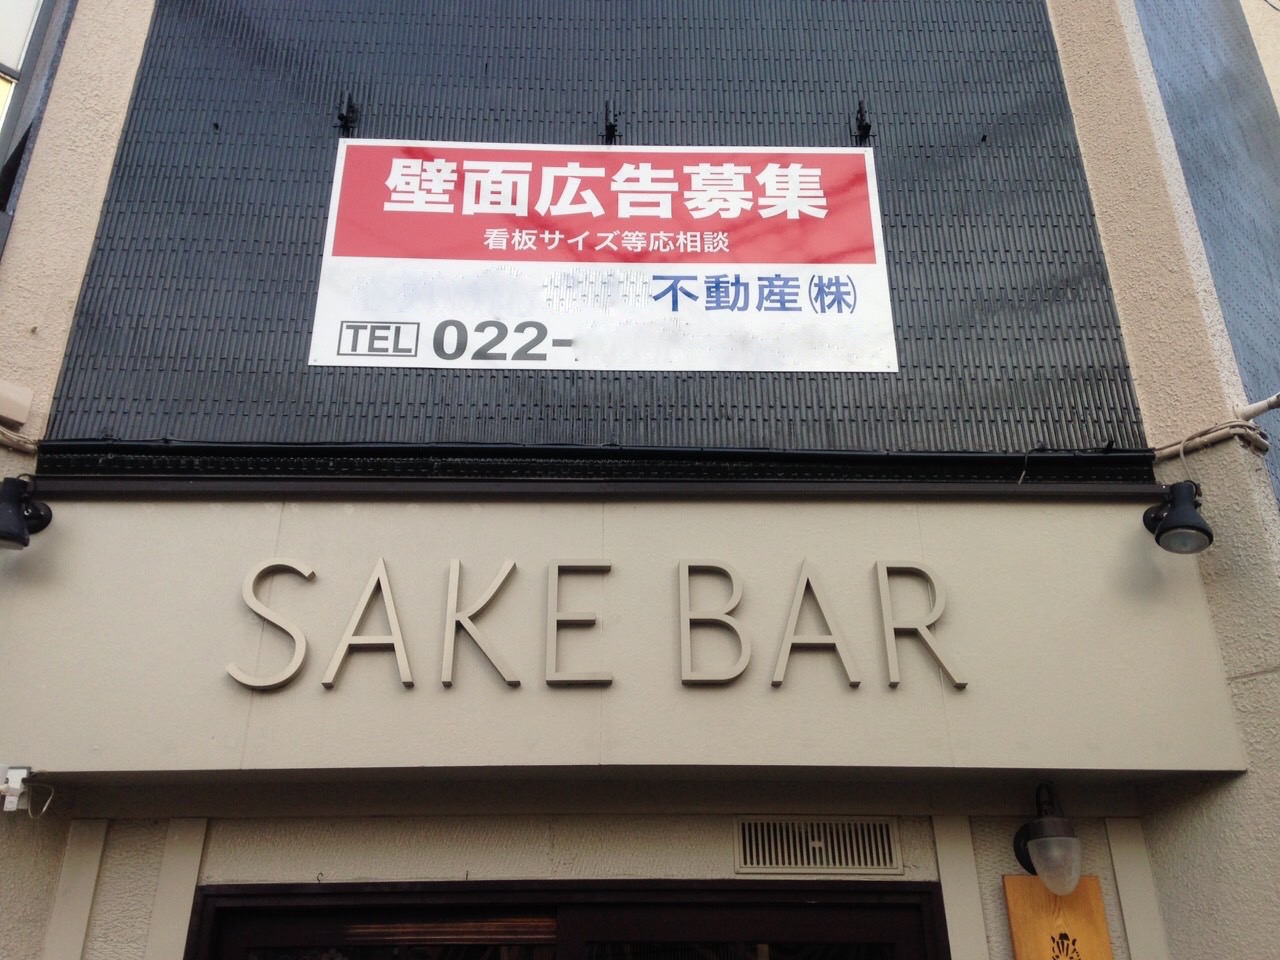 壁面広告募集
看板サイズ等応相談
不動産㈱
TEL 022-
SAKE BAR